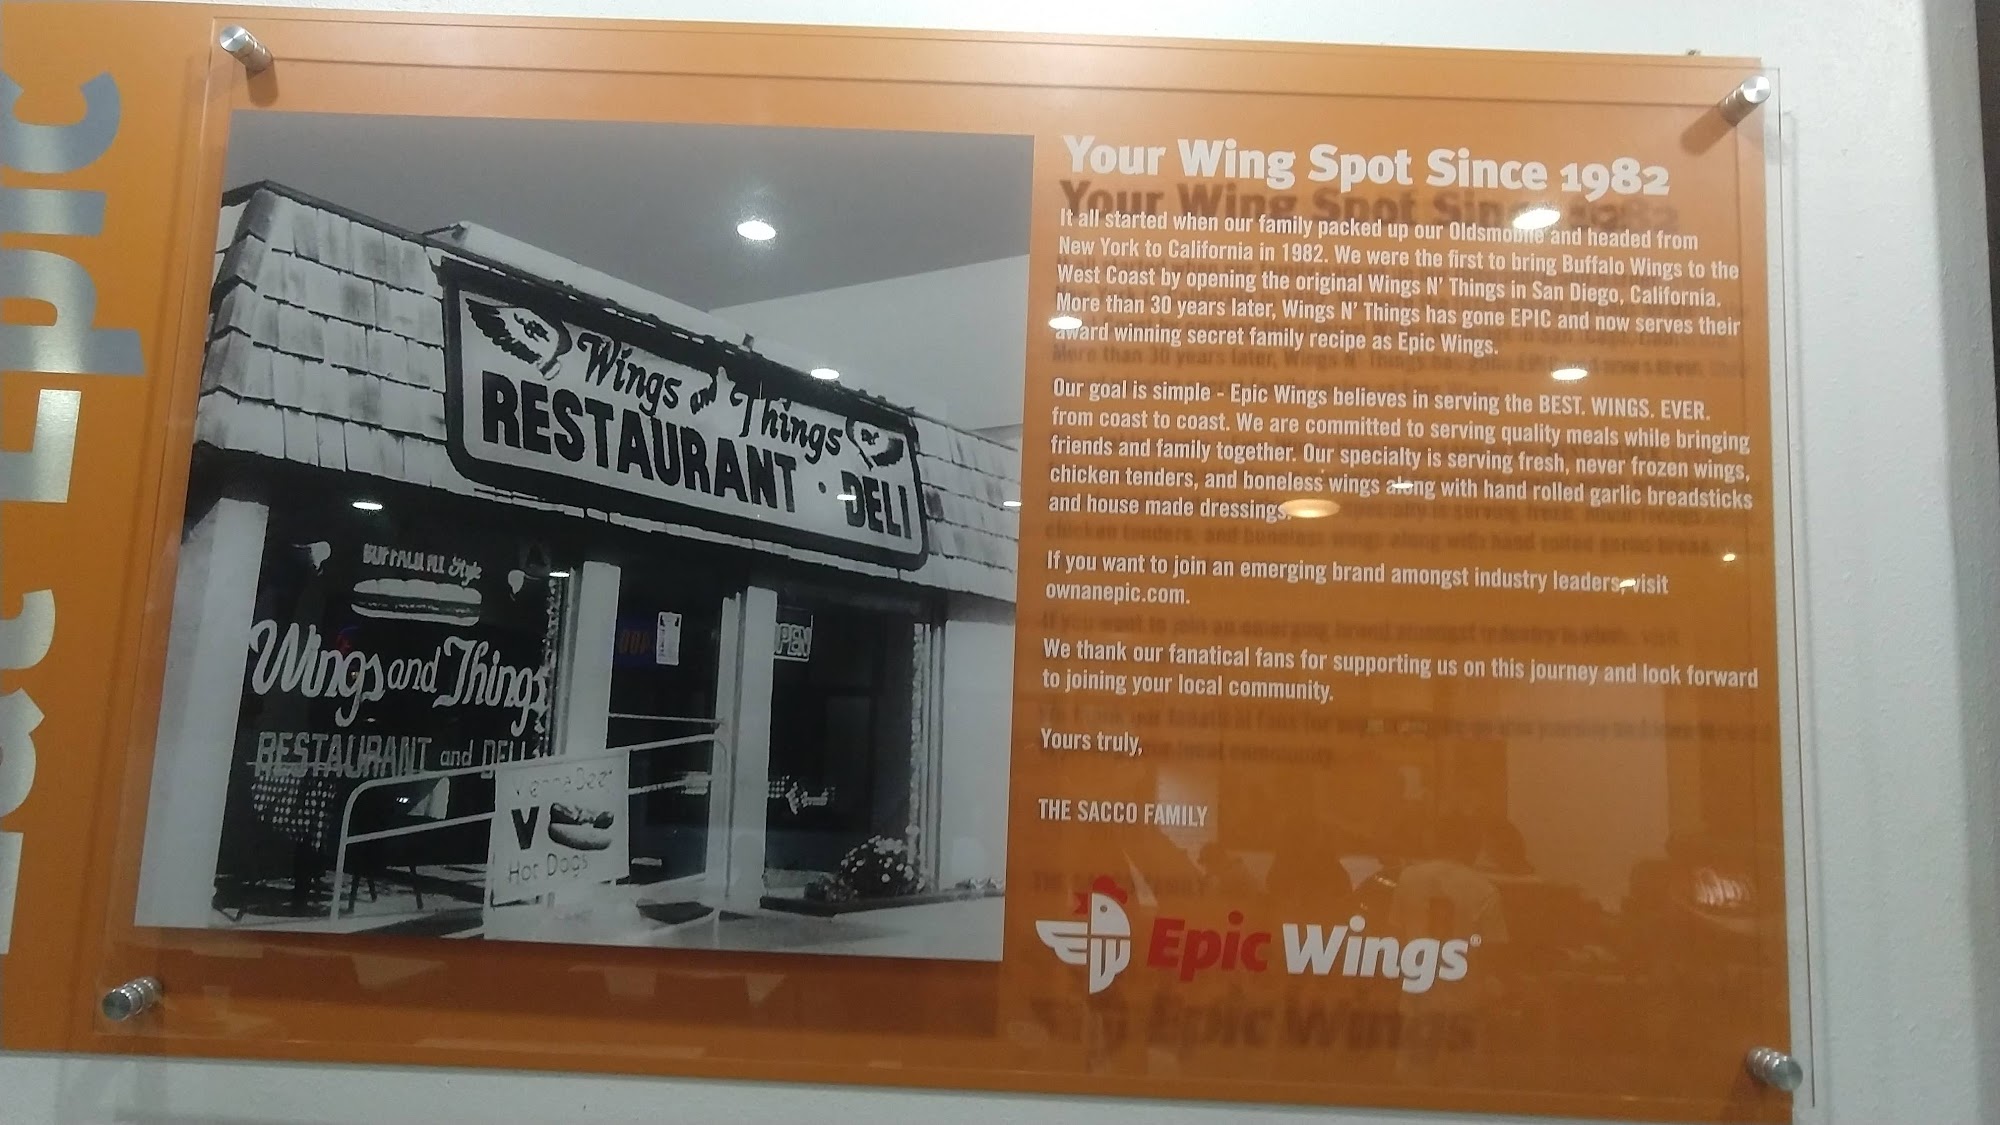 Eat Epic
Wings and Things
RESTAURANT · DELI
BUFFALO N.Y. Style
Wings and Things
RESTAURANT and DELI
OPEN
Vienna Beef
V
Hot Dogs
Your Wing Spot Since 1982
It all started when our family packed up our Oldsmobile and headed from
New York to California in 1982. We were the first to bring Buffalo Wings to the
West Coast by opening the original Wings N' Things in San Diego, California.
More than 30 years later, Wings N' Things has gone EPIC and now serves their
award winning secret family recipe as Epic Wings.
Our goal is simple - Epic Wings believes in serving the BEST. WINGS. EVER.
from coast to coast. We are committed to serving quality meals while bringing
friends and family together. Our specialty is serving fresh, never frozen wings,
chicken tenders, and boneless wings along with hand rolled garlic breadsticks
and house made dressings.
If you want to join an emerging brand amongst industry leaders, visit
ownanepic.com.
We thank our fanatical fans for supporting us on this journey and look forward
to joining your local community.
Yours truly,
THE SACCO FAMILY
EW Epic Wings®